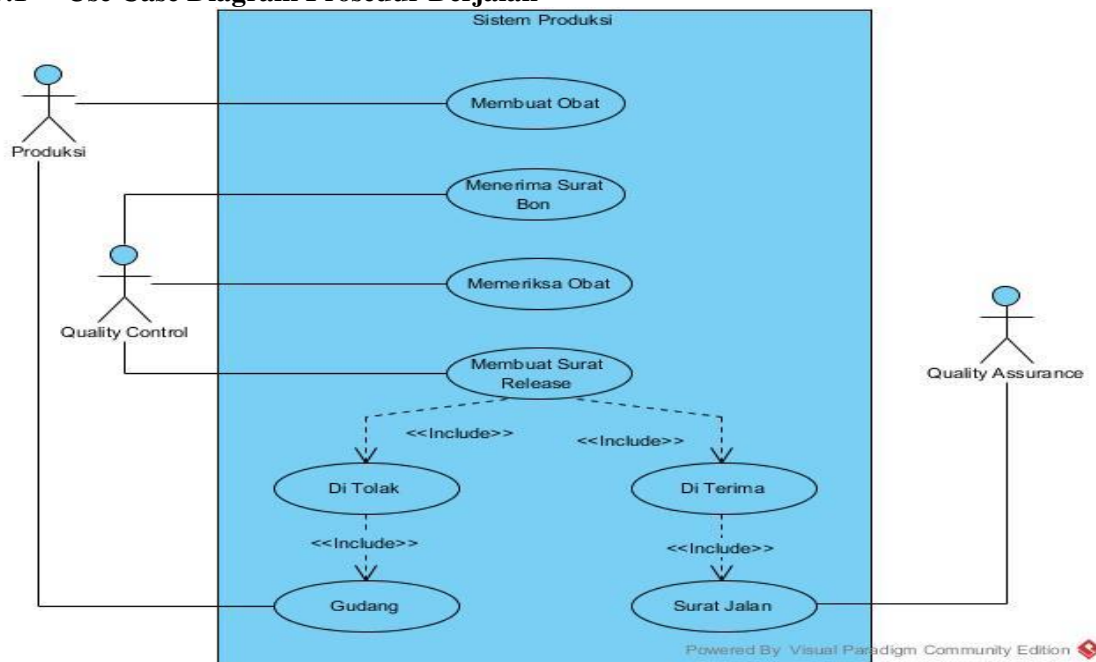 Use Case Diagram Prosedur Berjalan
Sistem Produksi
Membuat Obat
Produksi
Menerima Surat
Bon
Memeriksa Obat
Quality Control
Membuat Surat
Release
Quality Assurance
<<Include>>
<<Include>>
Di Tolak
Di Terima
<<Include>>
<<Include>>
Gudang
Surat Jalan
Powered By Visual Paradigm Community Edition